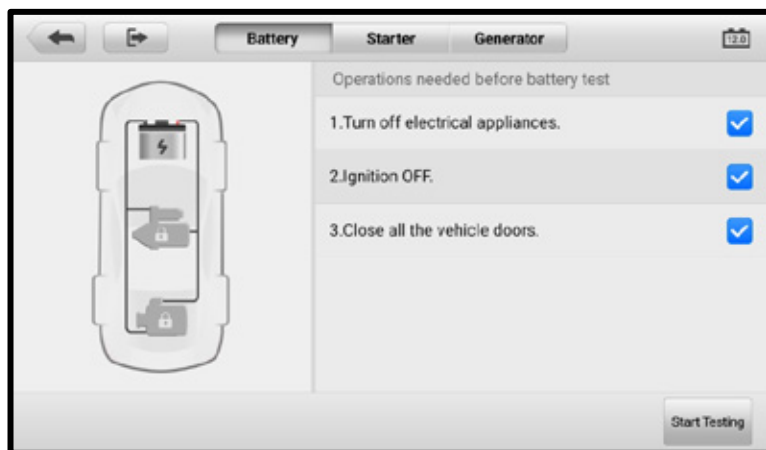 Battery Starter Generator 12.0
Operations needed before battery test
1.Turn off electrical appliances.
2.Ignition OFF.
3.Close all the vehicle doors.
Start Testing